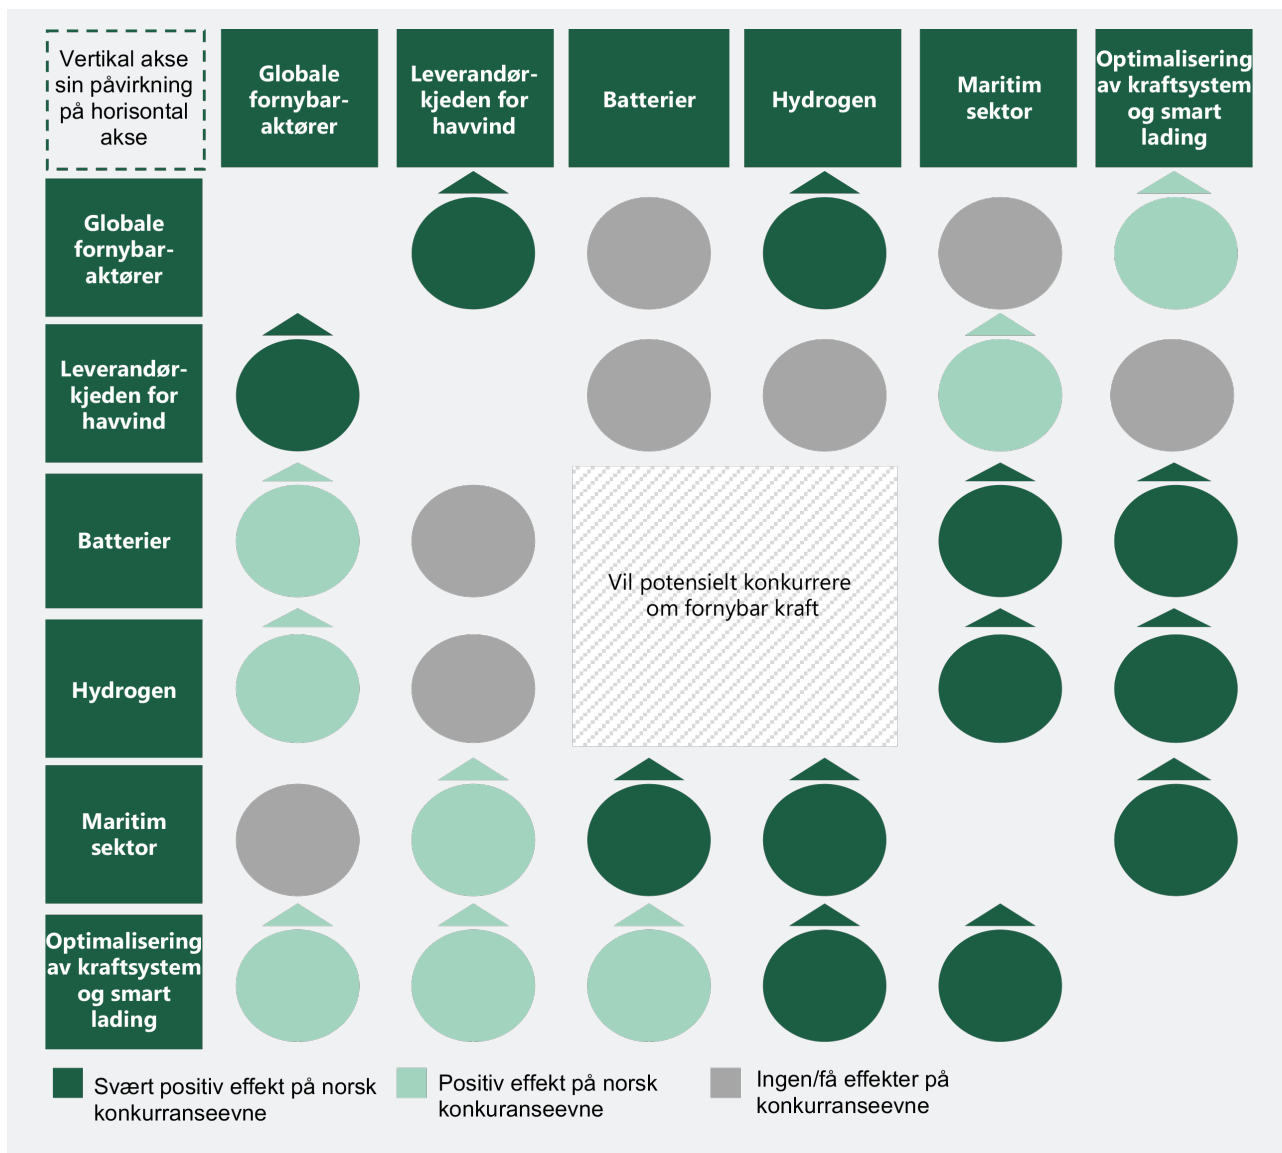 Vertikal akse
sin påvirkning
på horisontal
akse
Globale
fornybar-
aktører
Leverandør-
kjeden for
havvind
Batterier
Hydrogen
Maritim
sektor
Optimalisering
av kraftsystem
og smart
lading
Globale
fornybar-
aktører
Leverandør-
kjeden for
havvind
Batterier
Vil potensielt konkurrere
om fornybar kraft
Hydrogen
Maritim
sektor
Optimalisering
av kraftsystem
og smart
lading
Svært positiv effekt på norsk
konkurranseevne
Positiv effekt på norsk
konkuranseevne
Ingen/få effekter på
konkurranseevne